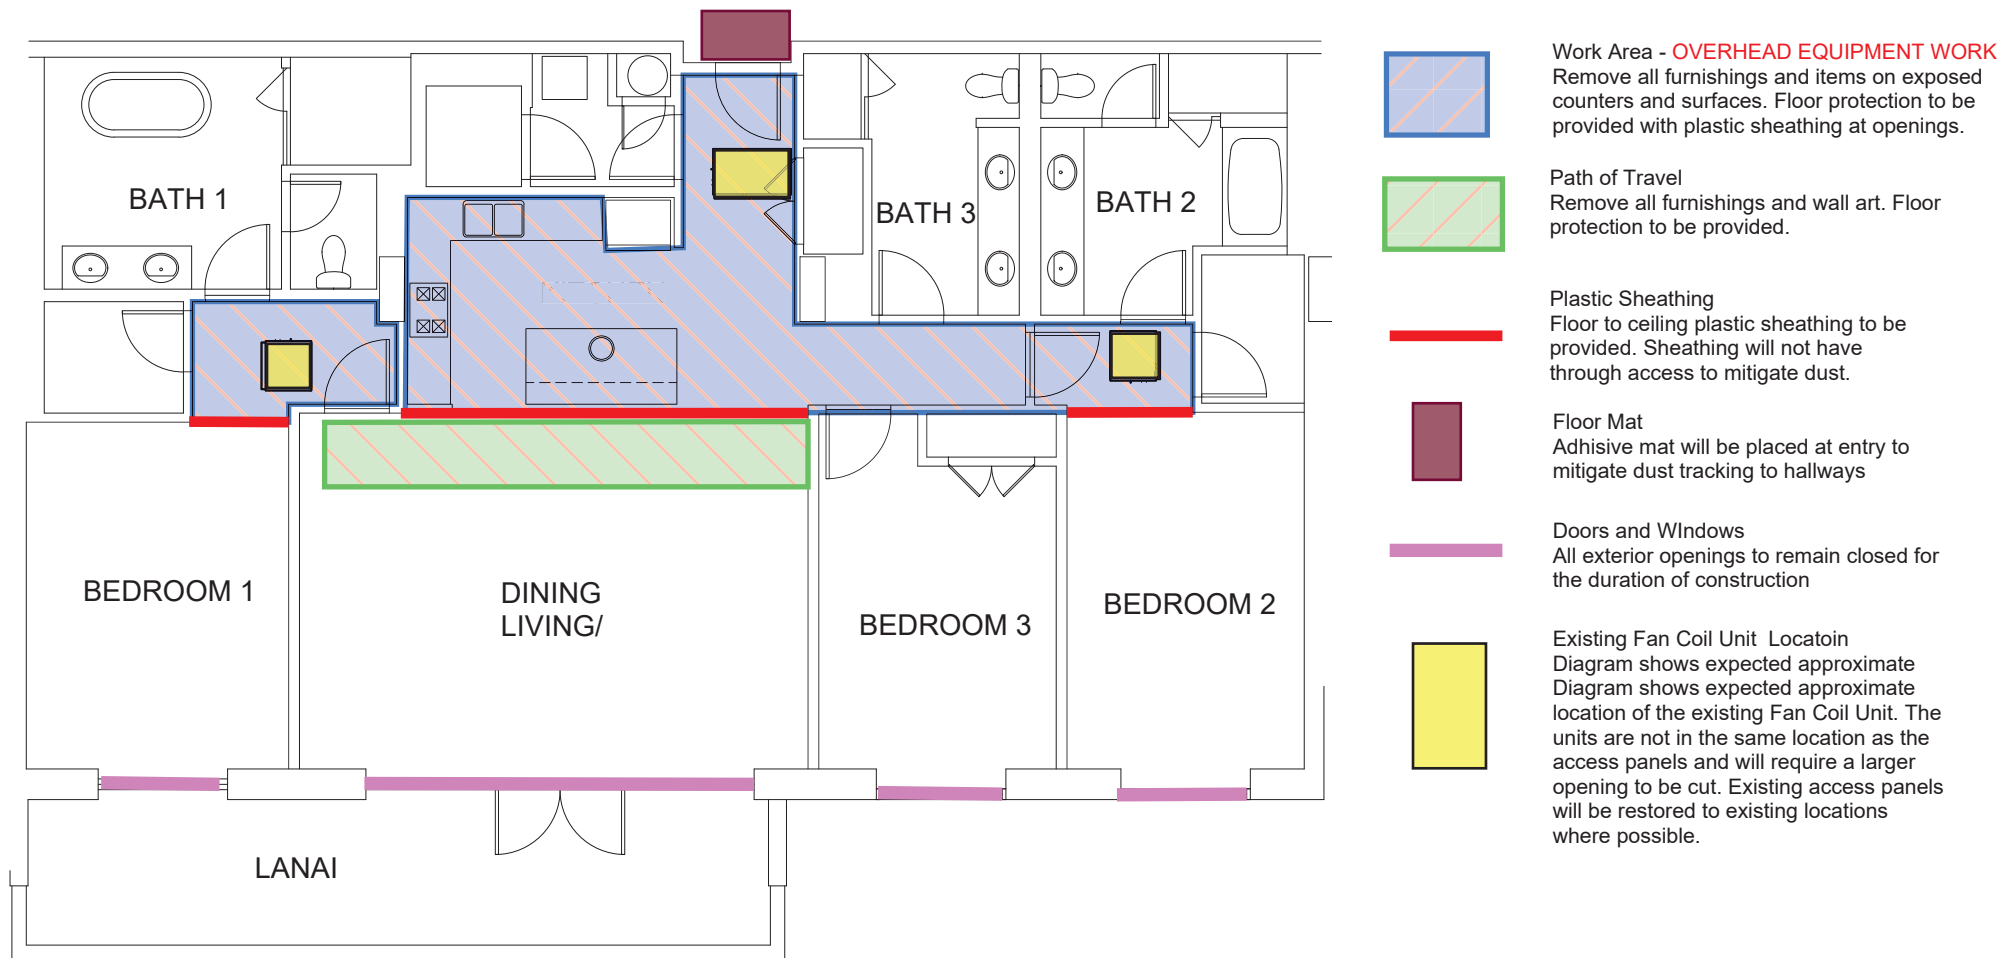 BATH 1
BATH 3
BATH 2
BEDROOM 1
DINING
LIVING/
BEDROOM 3
BEDROOM 2
LANAI
Work Area - OVERHEAD EQUIPMENT WORK
Remove all furnishings and items on exposed
counters and surfaces. Floor protection to be
provided with plastic sheathing at openings.
Path of Travel
Remove all furnishings and wall art. Floor
protection to be provided.
Plastic Sheathing
Floor to ceiling plastic sheathing to be
provided. Sheathing will not have
through access to mitigate dust.
Floor Mat
Adhisive mat will be placed at entry to
mitigate dust tracking to hallways
Doors and WIndows
All exterior openings to remain closed for
the duration of construction
Existing Fan Coil Unit  Locatoin
Diagram shows expected approximate
Diagram shows expected approximate
location of the existing Fan Coil Unit. The
units are not in the same location as the
access panels and will require a larger
opening to be cut. Existing access panels
will be restored to existing locations
where possible.